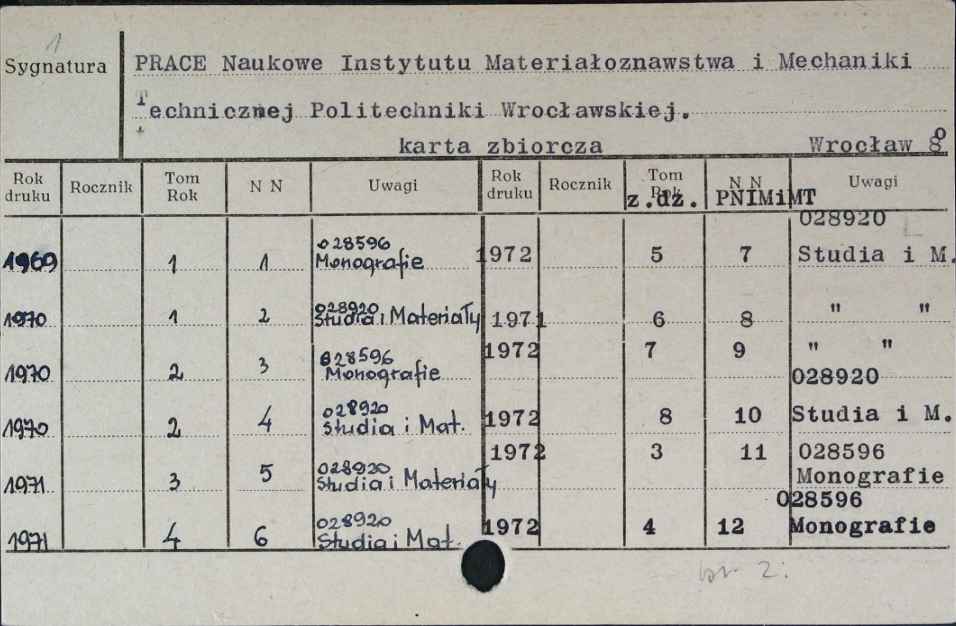 1
Sygnatura
PRACE Naukowe Instytutu Materiałoznawstwa i Mechaniki
Technicznej Politechniki Wrocławskiej.
karta zbiorcza Wrocław 8°
Rok druku Rocznik Tom Rok N N Uwagi Rok druku Rocznik Tom Rok N N Uwagi
z.dz. PNIMiMT
028920
1969 1 1 028596 Monografie 1972 5 7 Studia i M.
1970 1 2 028920 Studia i Materiały 1971 6 8 " "
1970 2 3 028596 Monografie 1972 7 9 " "
028920
1970 2 4 028920 Studia i Mat. 1972 8 10 Studia i M.
1971 3 5 028920 Studia i Materiały 1972 3 11 028596 Monografie
028596
1971 4 6 028920 Studia i Mat. 1972 4 12 Monografie